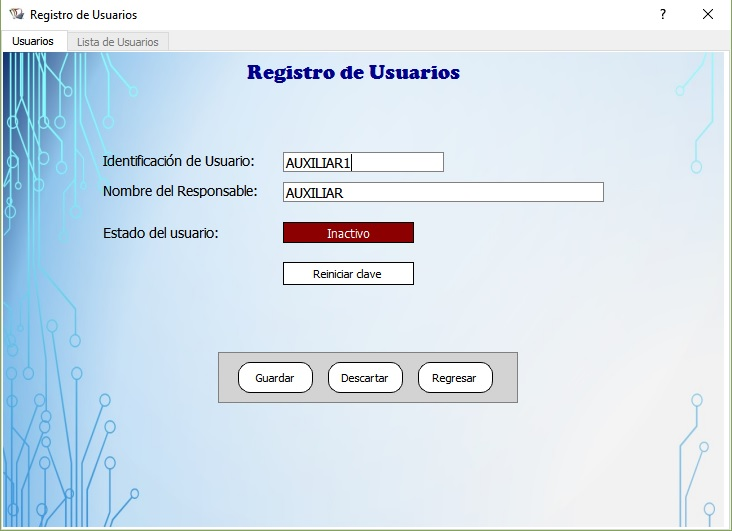 Registro de Usuarios
?
Usuarios
Lista de Usuarios
Registro de Usuarios
Identificación de Usuario: AUXILIAR1
Nombre del Responsable: AUXILIAR
Estado del usuario: Inactivo
Reiniciar clave
Guardar Descartar Regresar